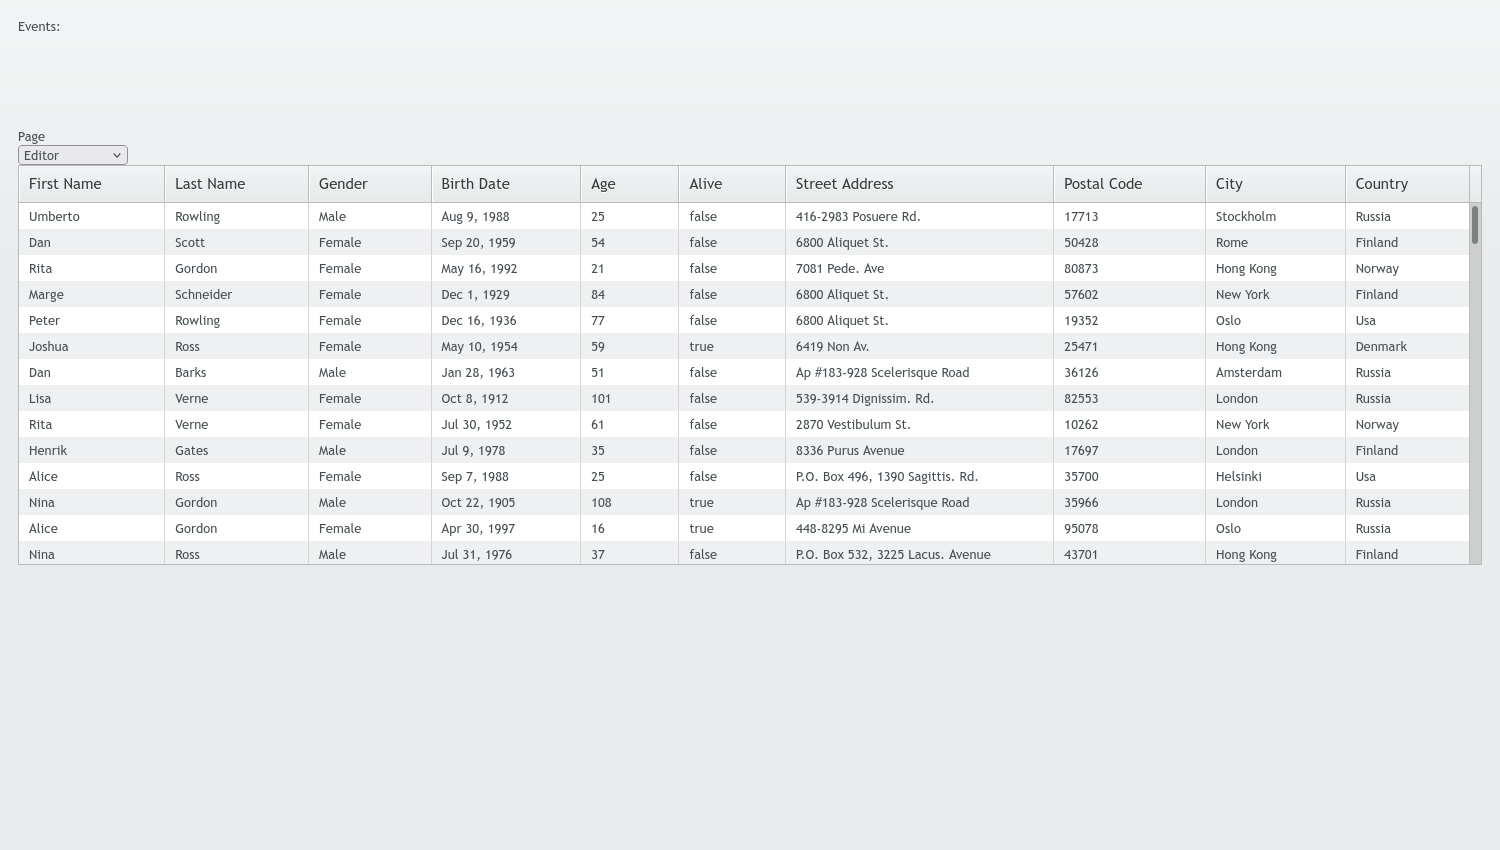 Events:
Page
Editor
First Name Last Name Gender Birth Date Age Alive Street Address Postal Code City Country
Umberto Rowling Male Aug 9, 1988 25 false 416-2983 Posuere Rd. 17713 Stockholm Russia
Dan Scott Female Sep 20, 1959 54 false 6800 Aliquet St. 50428 Rome Finland
Rita Gordon Female May 16, 1992 21 false 7081 Pede. Ave 80873 Hong Kong Norway
Marge Schneider Female Dec 1, 1929 84 false 6800 Aliquet St. 57602 New York Finland
Peter Rowling Female Dec 16, 1936 77 false 6800 Aliquet St. 19352 Oslo Usa
Joshua Ross Female May 10, 1954 59 true 6419 Non Av. 25471 Hong Kong Denmark
Dan Barks Male Jan 28, 1963 51 false Ap #183-928 Scelerisque Road 36126 Amsterdam Russia
Lisa Verne Female Oct 8, 1912 101 false 539-3914 Dignissim. Rd. 82553 London Russia
Rita Verne Female Jul 30, 1952 61 false 2870 Vestibulum St. 10262 New York Norway
Henrik Gates Male Jul 9, 1978 35 false 8336 Purus Avenue 17697 London Finland
Alice Ross Female Sep 7, 1988 25 false P.O. Box 496, 1390 Sagittis. Rd. 35700 Helsinki Usa
Nina Gordon Male Oct 22, 1905 108 true Ap #183-928 Scelerisque Road 35966 London Russia
Alice Gordon Female Apr 30, 1997 16 true 448-8295 Mi Avenue 95078 Oslo Russia
Nina Ross Male Jul 31, 1976 37 false P.O. Box 532, 3225 Lacus. Avenue 43701 Hong Kong Finland